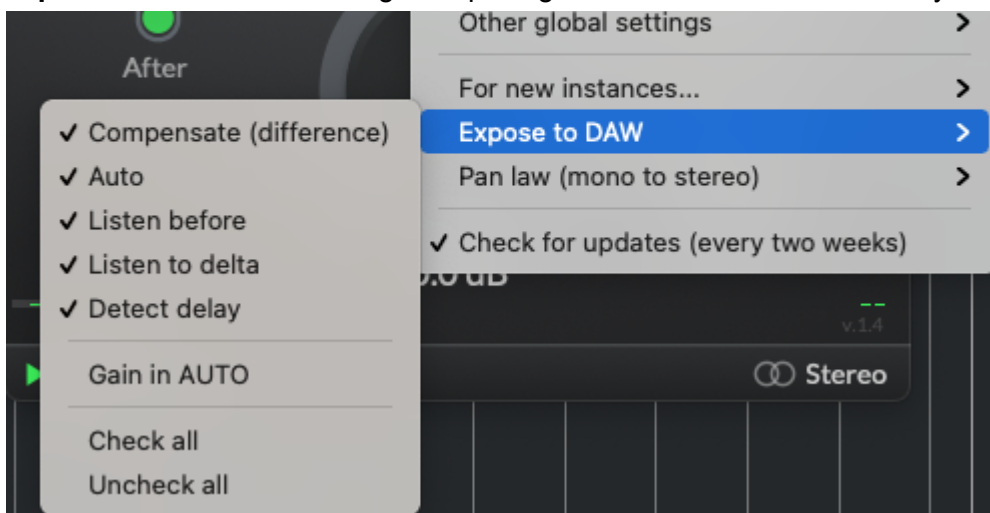 Other global settings
After
For new instances...
Compensate (difference)
Expose to DAW
Auto
Pan law (mono to stereo)
Listen before
Check for updates (every two weeks)
Listen to delta
Detect delay
v.1.4
Gain in AUTO
Stereo
Check all
Uncheck all